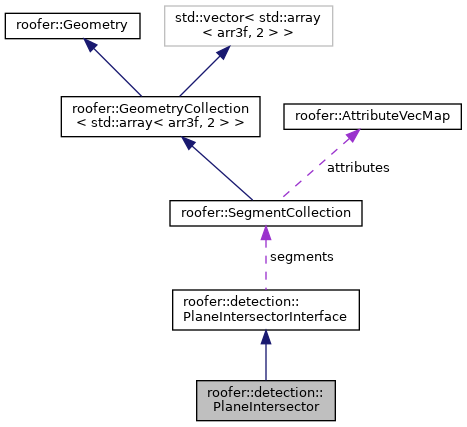 roofer::Geometry
std::vector< std::array
< arr3f, 2 > >
roofer::GeometryCollection
< std::array< arr3f, 2 > >
roofer::AttributeVecMap
attributes
roofer::SegmentCollection
segments
roofer::detection::
PlaneIntersectorInterface
roofer::detection::
PlaneIntersector